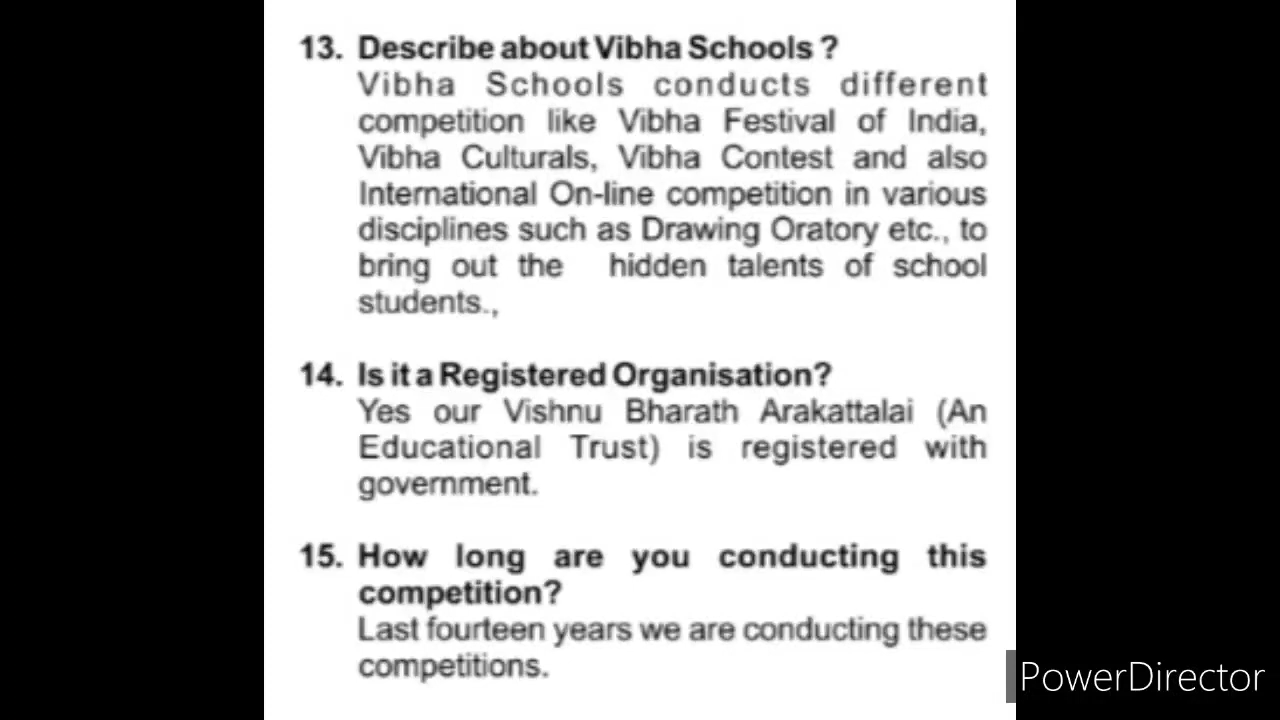 13. Describe about Vibha Schools ?
Vibha Schools conducts different
competition like Vibha Festival of India,
Vibha Culturals, Vibha Contest and also
International On-line competition in various
disciplines such as Drawing Oratory etc., to
bring out the hidden talents of school
students.,
14. Is it a Registered Organisation?
Yes our Vishnu Bharath Arakattalai (An
Educational Trust) is registered with
government.
15. How long are you conducting this
competition?
Last fourteen years we are conducting these
competitions.
PowerDirector